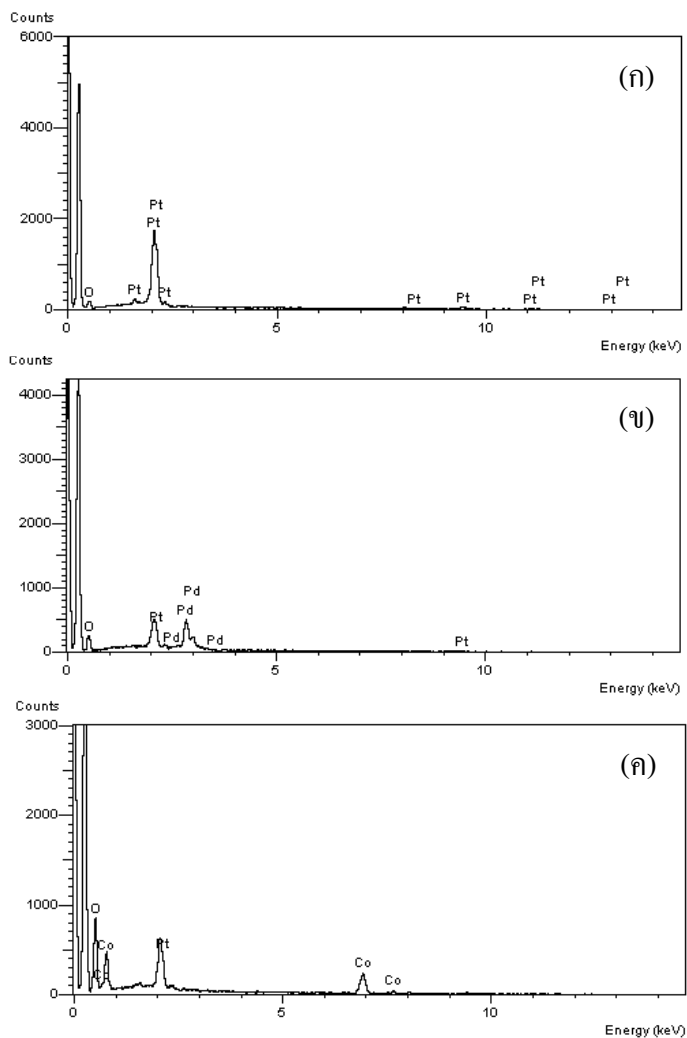 Counts
6000
(ก)
4000
2000
Pt
Pt
Pt Pt
O Pt Pt Pt Pt Pt Pt
0
0 5 10
Energy (keV)
Counts
4000
(ข)
3000
2000
1000
Pd
Pd
O Pt Pd Pd Pt
0
0 5 10
Energy (keV)
Counts
3000
(ค)
2000
1000
O
Co Pt
Co
Co
0
0 5 10
Energy (keV)